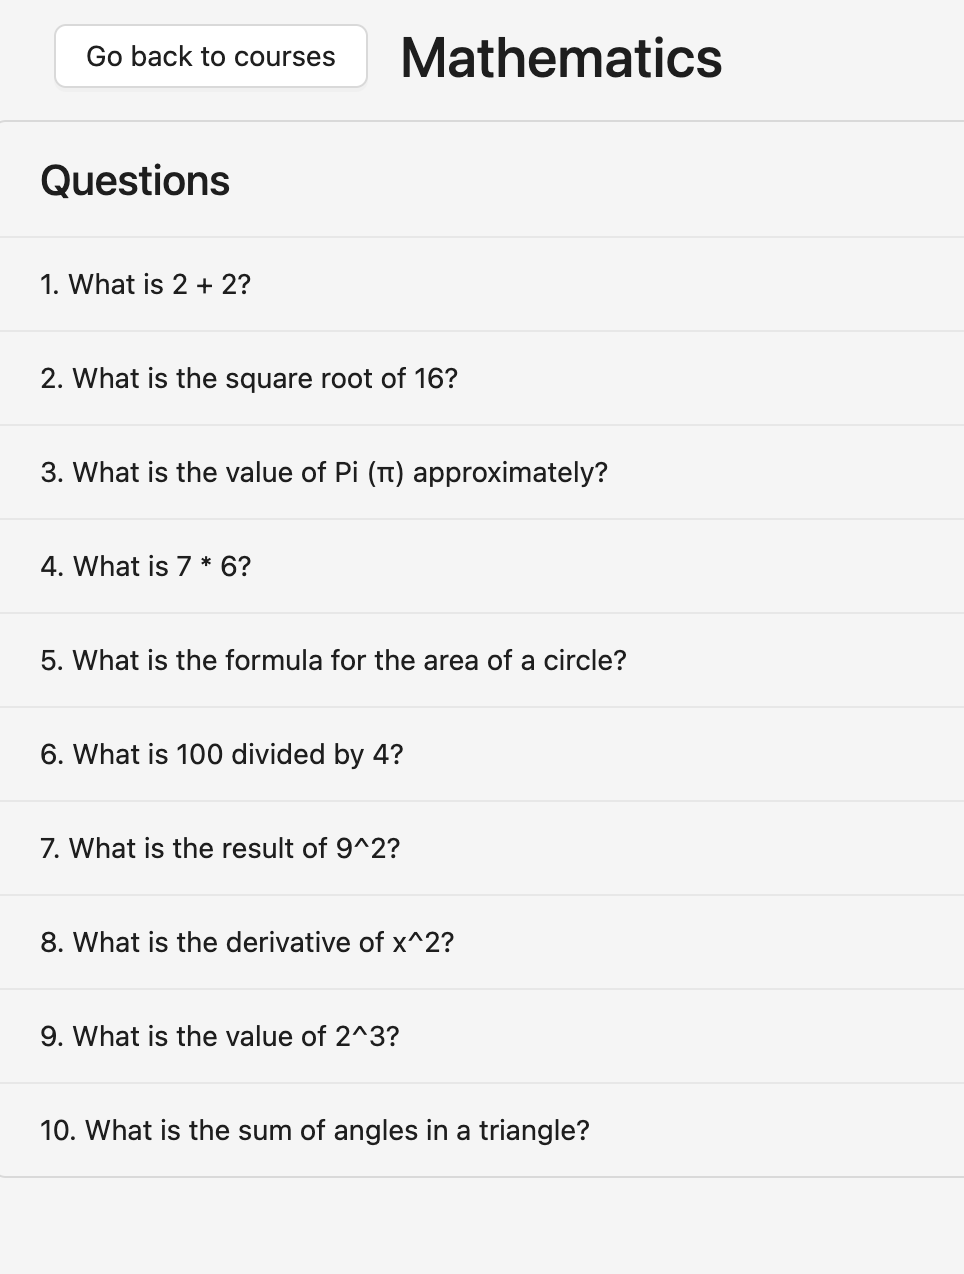 Go back to courses
Mathematics
Questions
1. What is 2 + 2?
2. What is the square root of 16?
3. What is the value of Pi (π) approximately?
4. What is 7 * 6?
5. What is the formula for the area of a circle?
6. What is 100 divided by 4?
7. What is the result of 9^2?
8. What is the derivative of x^2?
9. What is the value of 2^3?
10. What is the sum of angles in a triangle?